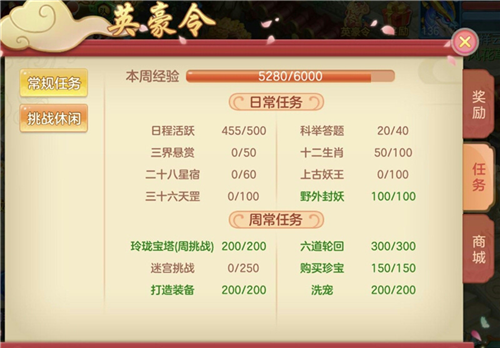 英豪令
常规任务
挑战休闲
本周经验 5280/6000
日常任务
日程活跃 455/500 科举答题 20/40
三界悬赏 0/50 十二生肖 50/100
二十八星宿 0/60 上古妖王 0/100
三十六天罡 0/100 野外封妖 100/100
周常任务
玲珑宝塔(周挑战) 200/200 六道轮回 300/300
迷宫挑战 0/250 购买珍宝 150/150
打造装备 200/200 洗宠 200/200
奖励
任务
商城